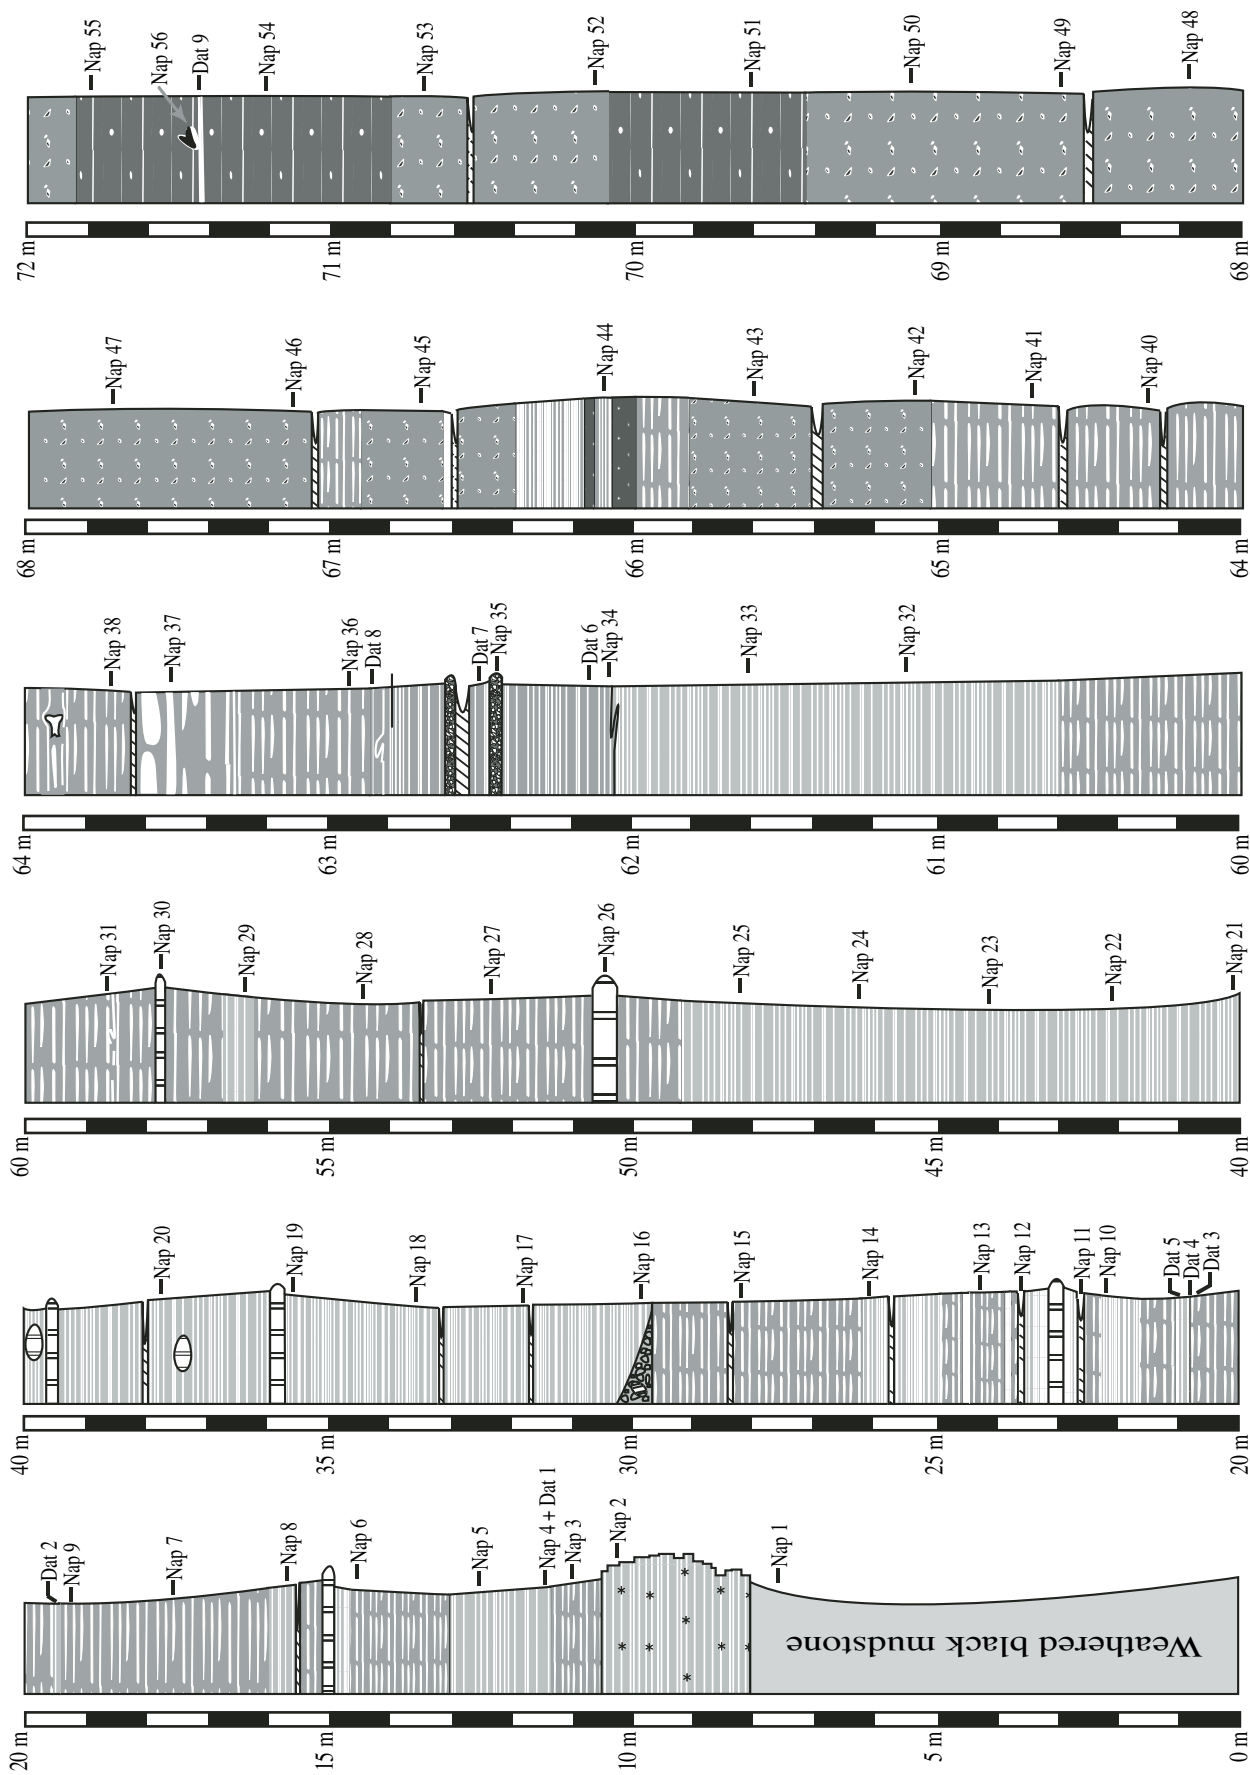 Nap 55
Nap 56
Dat 9
Nap 54
Nap 53
Nap 52
Nap 51
Nap 50
Nap 49
Nap 48
72 m
71 m
70 m
69 m
68 m
Nap 47
Nap 46
Nap 45
Nap 44
Nap 43
Nap 42
Nap 41
Nap 40
68 m
67 m
66 m
65 m
64 m
Nap 38
Nap 37
Nap 36
Dat 8
Dat 7
Nap 35
Dat 6
Nap 34
Nap 33
Nap 32
64 m
63 m
62 m
61 m
60 m
Nap 31
Nap 30
Nap 29
Nap 28
Nap 27
Nap 26
Nap 25
Nap 24
Nap 23
Nap 22
Nap 21
60 m
55 m
50 m
45 m
40 m
Nap 20
Nap 19
Nap 18
Nap 17
Nap 16
Nap 15
Nap 14
Nap 13
Nap 12
Nap 11
Nap 10
Dat 5
Dat 4
Dat 3
40 m
35 m
30 m
25 m
20 m
Dat 2
Nap 9
Nap 7
Nap 8
Nap 6
Nap 5
Nap 4 + Dat 1
Nap 3
Nap 2
Nap 1
Weathered black mudstone
20 m
15 m
10 m
5 m
0 m